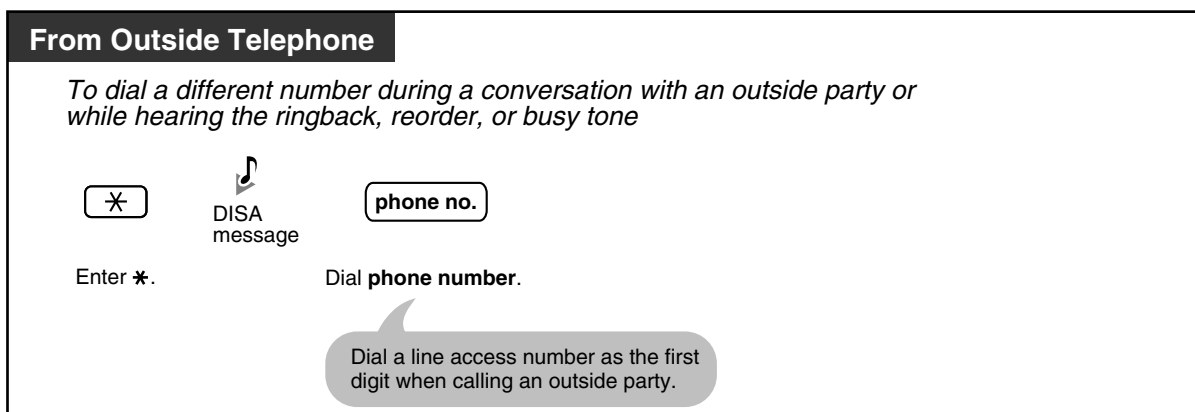 From Outside Telephone
To dial a different number during a conversation with an outside party or
while hearing the ringback, reorder, or busy tone
DISA
message
phone no.
Enter *.
Dial phone number.
Dial a line access number as the first
digit when calling an outside party.